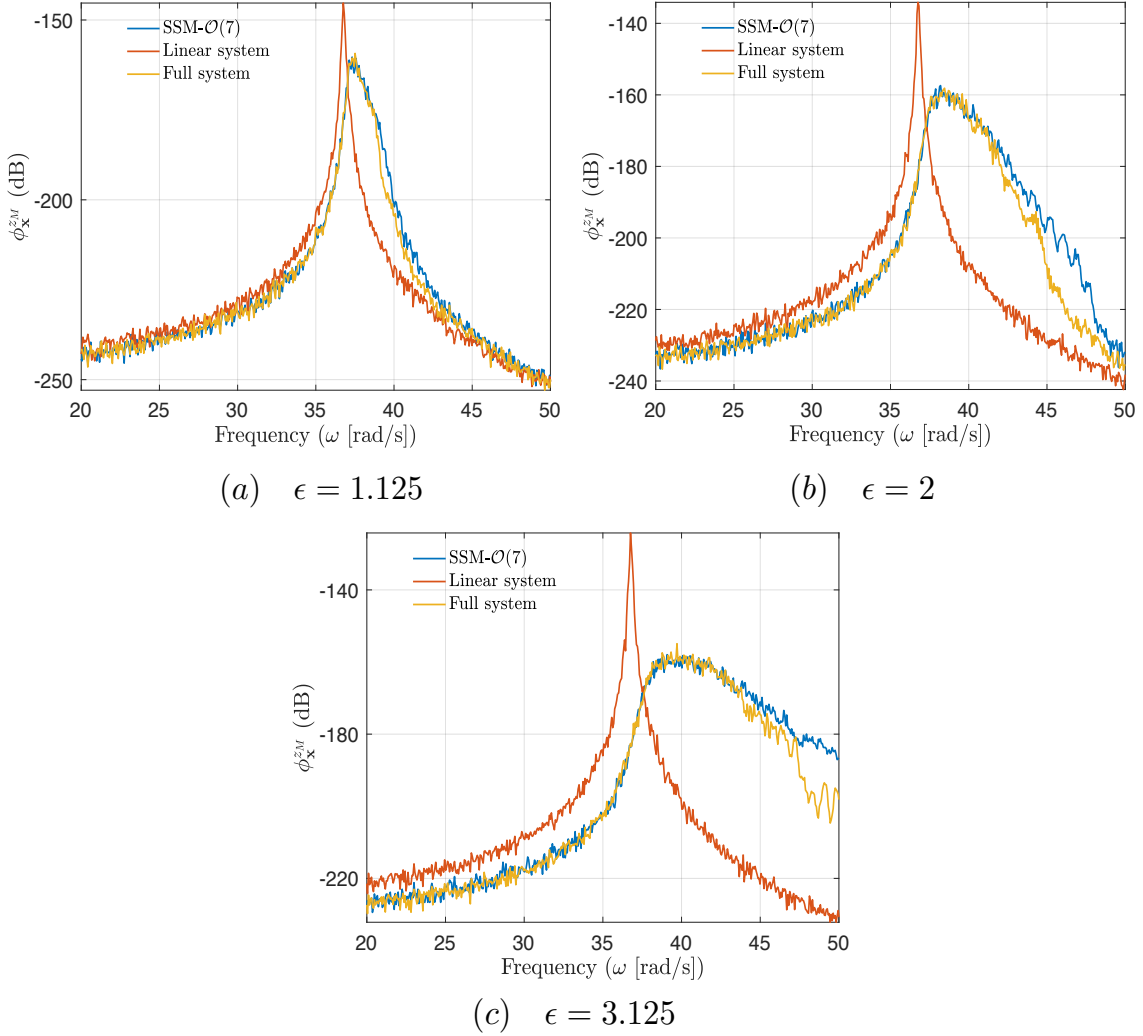 SSM-𝒪(7)
Linear system
Full system
-150
-200
-250
20 25 30 35 40 45 50
ϕ_𝐱^{z_M} (dB)
Frequency (ω [rad/s])
(a) ϵ = 1.125
SSM-𝒪(7)
Linear system
Full system
-140
-160
-180
-200
-220
-240
20 25 30 35 40 45 50
ϕ_𝐱^{z_M} (dB)
Frequency (ω [rad/s])
(b) ϵ = 2
SSM-𝒪(7)
Linear system
Full system
-140
-180
-220
20 25 30 35 40 45 50
ϕ_𝐱^{z_M} (dB)
Frequency (ω [rad/s])
(c) ϵ = 3.125